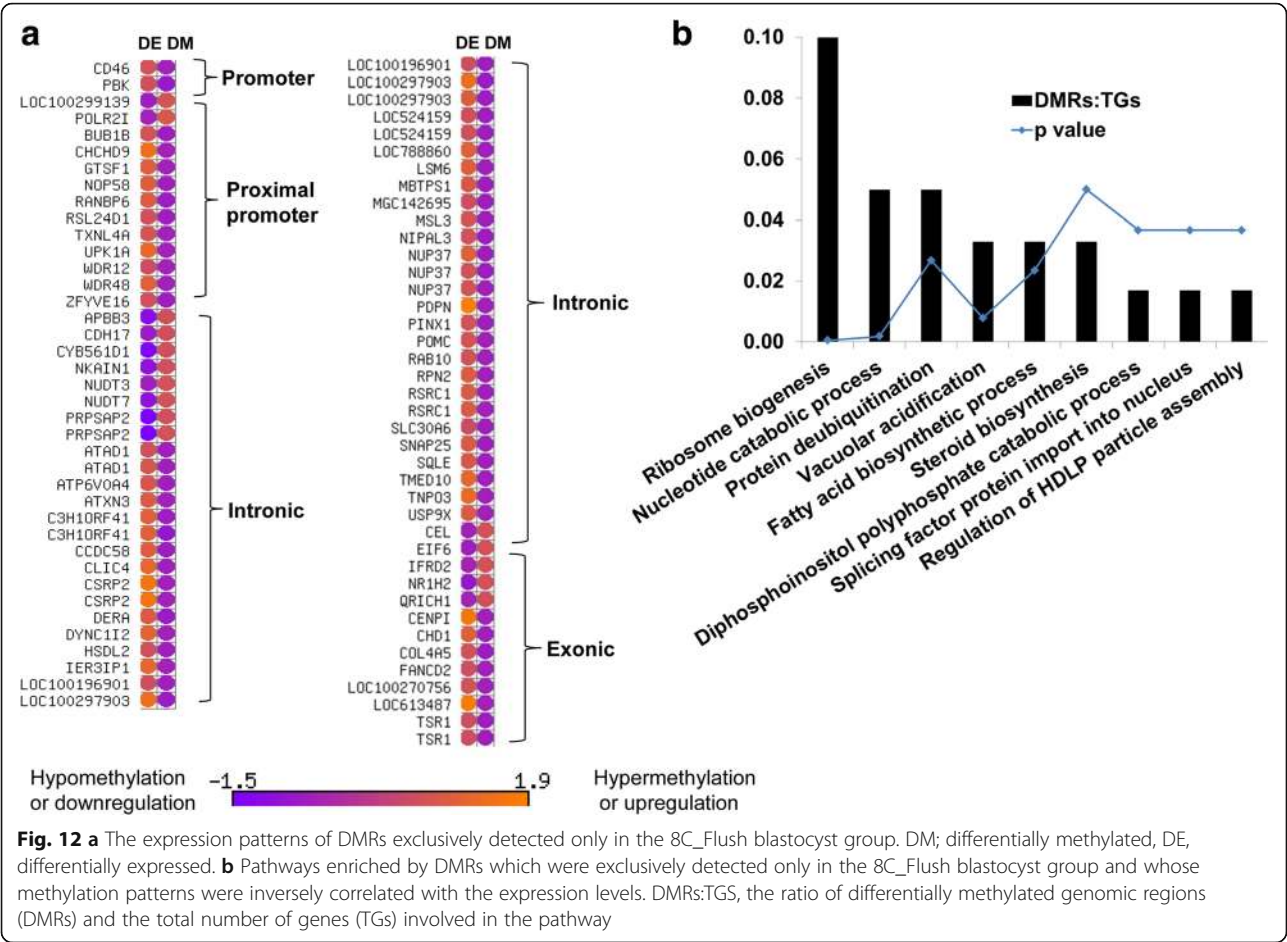 a
DE DM
CD46
PBK
Promoter
LOC100299139
POLR2I
BUB1B
CHCHD9
GTSF1
NOP58
RANBP6
RSL24D1
TXNL4A
UPK1A
WDR12
WDR48
ZFYVE16
Proximal
promoter
APBB3
CDH17
CYB561D1
NKAIN1
NUDT3
NUDT7
PRPSAP2
PRPSAP2
ATAD1
ATAD1
ATP6V0A4
ATXN3
C3H1ORF41
C3H1ORF41
CCDC58
CLIC4
CSRP2
CSRP2
DERA
DYNC1I2
HSDL2
IER3IP1
LOC100196901
LOC100297903
Intronic
DE DM
LOC100196901
LOC100297903
LOC100297903
LOC524159
LOC524159
LOC788860
LSM6
MBTPS1
MGC142695
MSL3
NIPAL3
NUP37
NUP37
NUP37
PDPN
PINX1
POMC
RAB10
RPN2
RSRC1
RSRC1
SLC30A6
SNAP25
SQLE
TMED10
TNPO3
USP9X
CEL
Intronic
EIF6
IFRD2
NR1H2
QRICH1
CENPI
CHD1
COL4A5
FANCD2
LOC100270756
LOC613487
TSR1
TSR1
Exonic
Hypomethylation
or downregulation
-1.5
1.9
Hypermethylation
or upregulation
b
0.10
0.08
0.06
0.04
0.02
0.00
DMRs:TGs
p value
Ribosome biogenesis
Nucleotide catabolic process
Protein deubiquitination
Vacuolar acidification
Fatty acid biosynthetic process
Steroid biosynthesis
Diphosphoinositol polyphosphate catabolic process
Splicing factor protein import into nucleus
Regulation of HDLP particle assembly
Fig. 12 a The expression patterns of DMRs exclusively detected only in the 8C_Flush blastocyst group. DM; differentially methylated, DE,
differentially expressed. b Pathways enriched by DMRs which were exclusively detected only in the 8C_Flush blastocyst group and whose
methylation patterns were inversely correlated with the expression levels. DMRs:TGS, the ratio of differentially methylated genomic regions
(DMRs) and the total number of genes (TGs) involved in the pathway